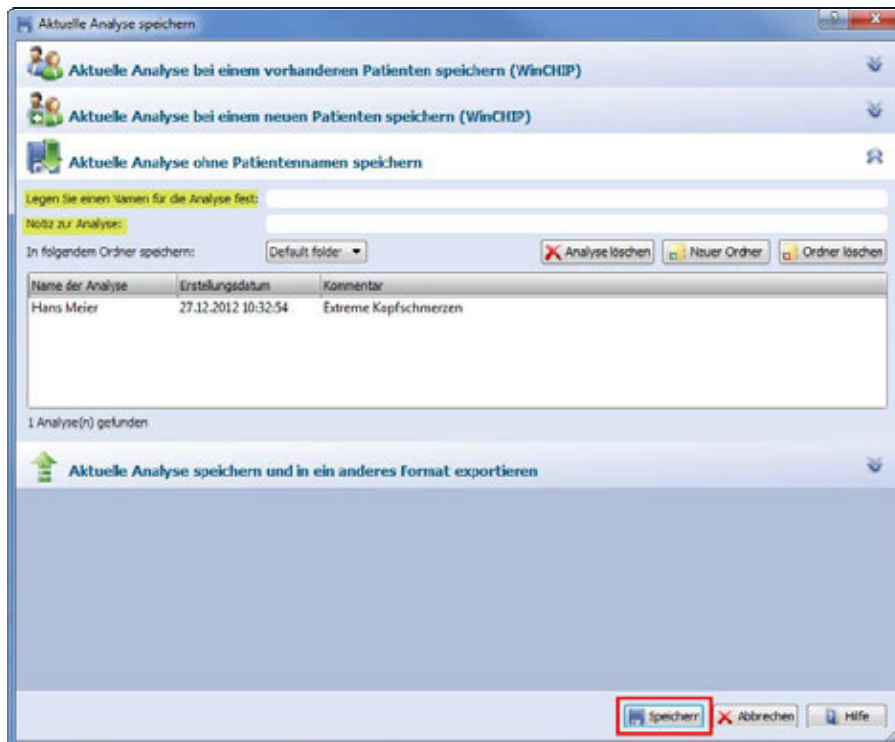 Aktuelle Analyse speichern
Aktuelle Analyse bei einem vorhandenen Patienten speichern (WinCHIP)
Aktuelle Analyse bei einem neuen Patienten speichern (WinCHIP)
Aktuelle Analyse ohne Patientennamen speichern
Legen Sie einen Namen für die Analyse fest:
Notiz zur Analyse:
In folgendem Ordner speichern: Default folder Analyse löschen Neuer Ordner Ordner löschen
Name der Analyse Erstellungsdatum Kommentar
Hans Meier 27.12.2012 10:32:54 Extreme Kopfschmerzen
1 Analyse(n) gefunden
Aktuelle Analyse speichern und in ein anderes Format exportieren
Speichern Abbrechen Hilfe